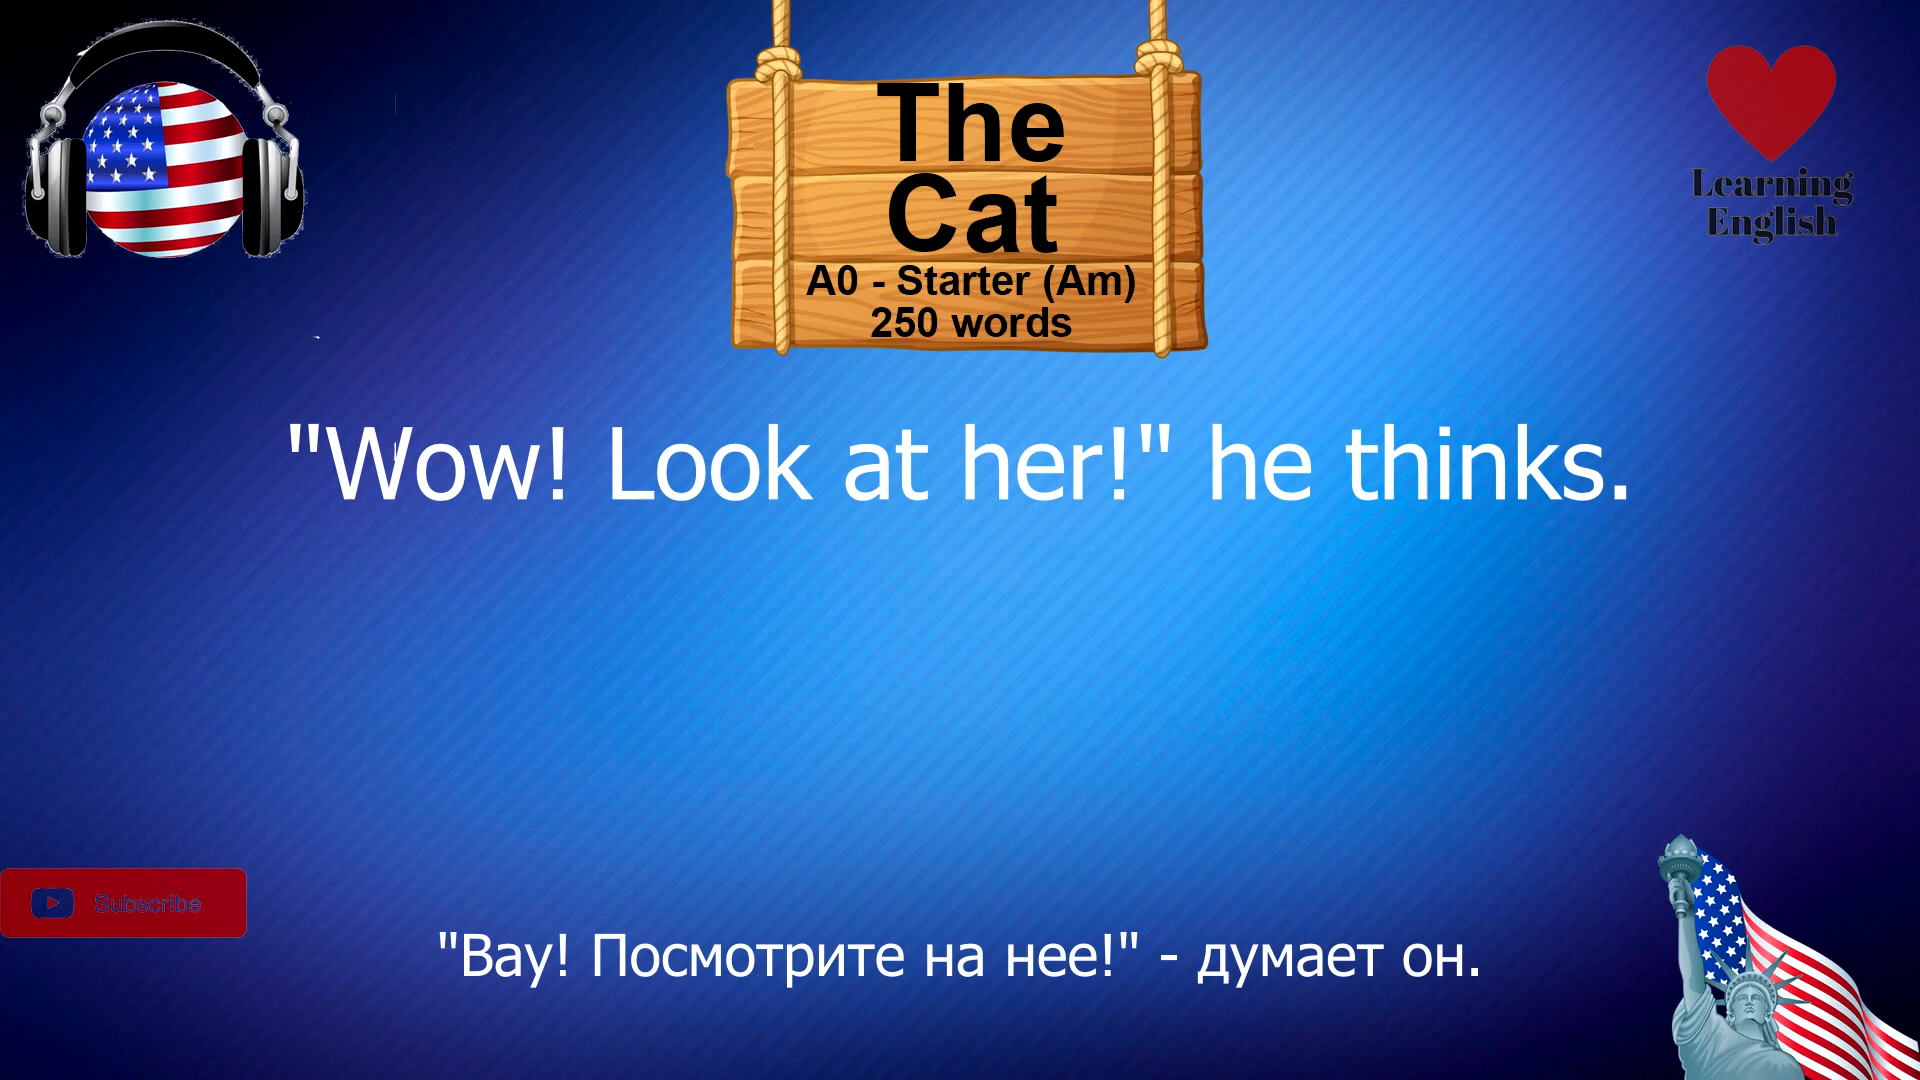 The
Cat
A0 - Starter (Am)
250 words
Learning
English
"Wow! Look at her!" he thinks.
Subscribe
"Вау! Посмотрите на нее!" - думает он.